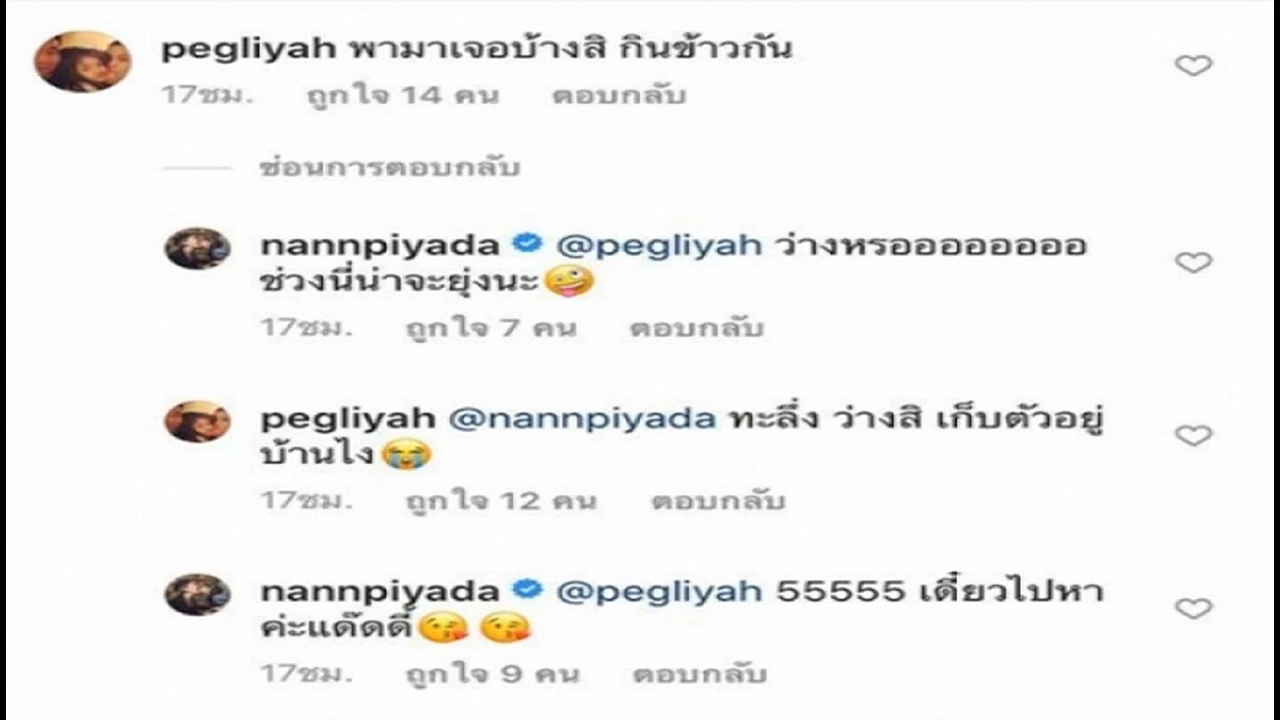 pegliyah พามาเจอบ้างสิ กินข้าวกัน
17ชม. ถูกใจ 14 คน ตอบกลับ
ซ่อนการตอบกลับ
nannpiyada @pegliyah ว่างหรออออออออ
ช่วงนี่น่าจะยุ่งนะ🤪
17ชม. ถูกใจ 7 คน ตอบกลับ
pegliyah @nannpiyada ทะลึ่ง ว่างสิ เก็บตัวอยู่
บ้านไง😭
17ชม. ถูกใจ 12 คน ตอบกลับ
nannpiyada @pegliyah 55555 เดี๋ยวไปหา
ค่ะแด๊ดดี้😘 😘
17ชม. ถูกใจ 9 คน ตอบกลับ